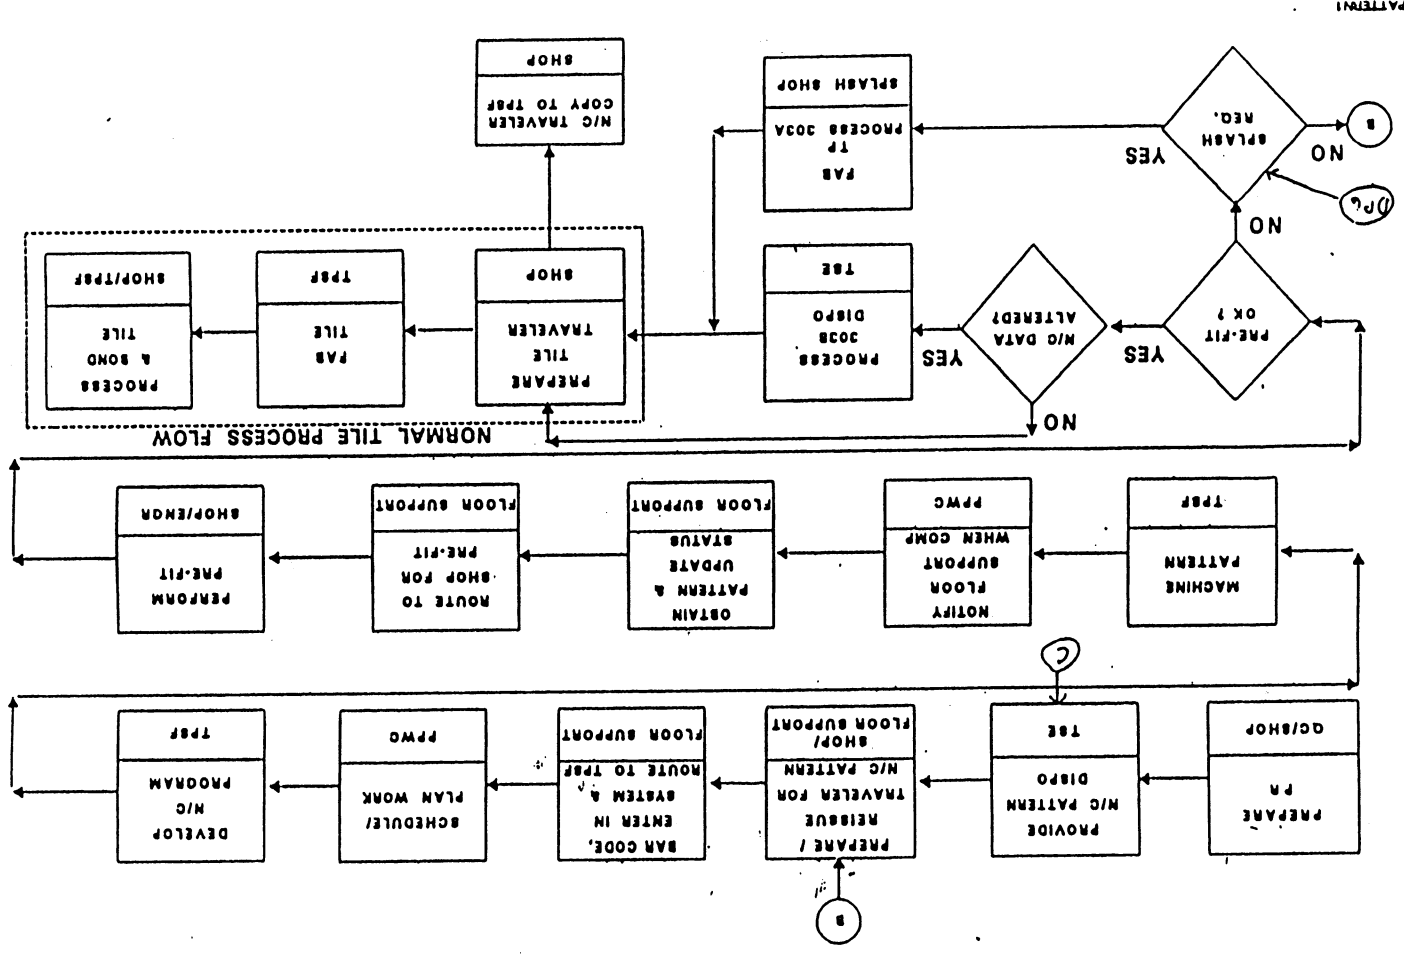 B
PREPARE
PR
QC/SHOP
PROVIDE
N/C PATTERN
DISPO
TSE
PREPARE /
REISSUE
TRAVELER FOR
N/C PATTERN
SHOP/
FLOOR SUPPORT
BAR CODE,
ENTER IN
SYSTEM &
ROUTE TO TPSF
FLOOR SUPPORT
SCHEDULE/
PLAN WORK
PPWC
DEVELOP
N/C
PROGRAM
TPSF
C
MACHINE
PATTERN
TPSF
NOTIFY
FLOOR
SUPPORT
WHEN COMP
PPWC
OBTAIN
PATTERN &
UPDATE
STATUS
FLOOR SUPPORT
ROUTE TO
SHOP FOR
PRE-FIT
FLOOR SUPPORT
PERFORM
PRE-FIT
SHOP/ENGR
NORMAL TILE PROCESS FLOW
PRE-FIT
OK ?
YES
NO
N/C DATA
ALTERED?
NO
YES
PROCESS
303B
DISPO
TSE
PREPARE
TILE
TRAVELER
SHOP
FAB
TILE
TPSF
PROCESS
& BOND
TILE
SHOP/TPSF
DPG
B
NO
SPLASH
REQ.
YES
FAB
TP
PROCESS 303A
SPLASH SHOP
N/C TRAVELER
COPY TO TPSF
SHOP
PATTERN1